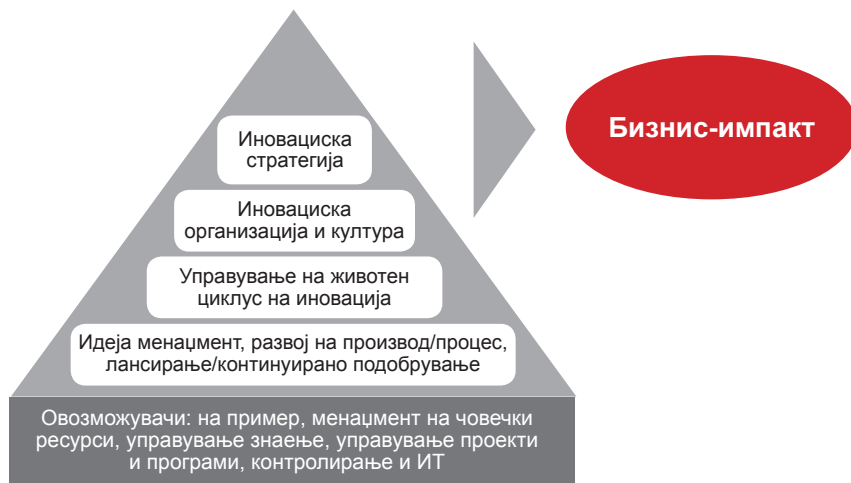 Иновациска
стратегија
Иновациска
организација и култура
Управување на животен
циклус на иновација
Идеја менаџмент, развој на производ/процес,
лансирање/континуирано подобрување
Овозможувачи: на пример, менаџмент на човечки
ресурси, управување знаење, управување проекти
и програми, контролирање и ИТ
Бизнис-импакт